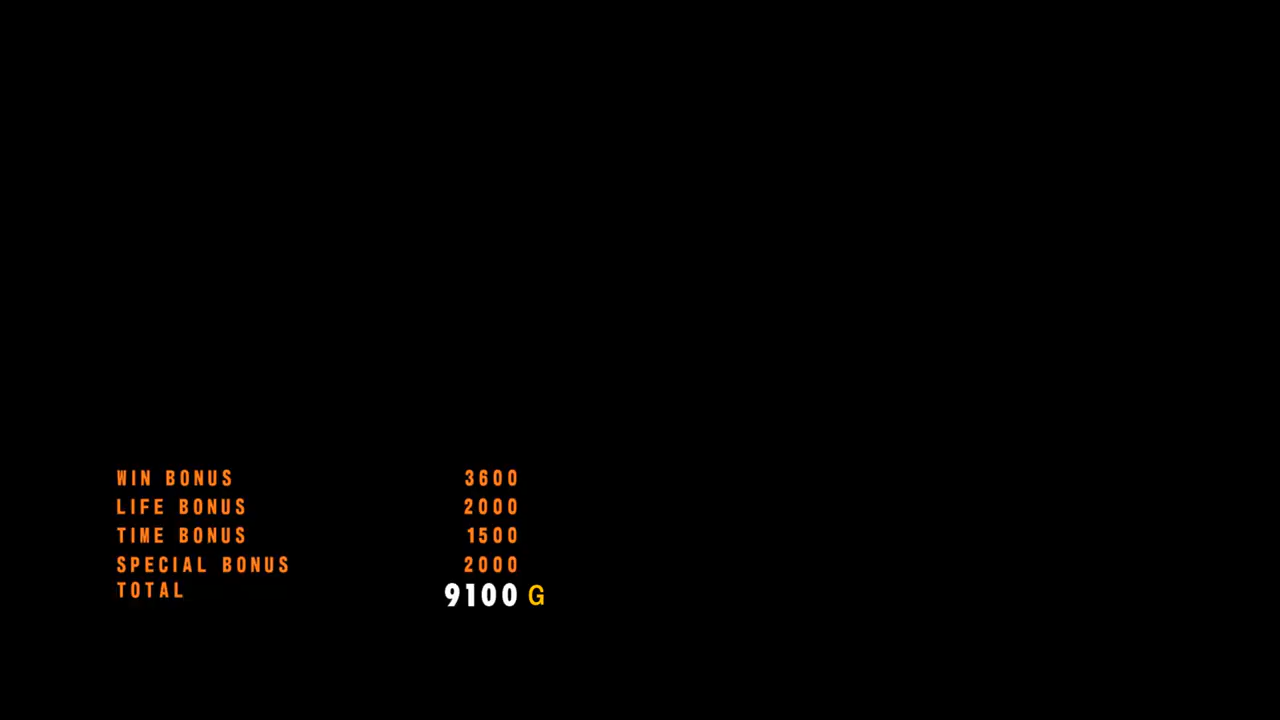 WIN BONUS 3600
LIFE BONUS 2000
TIME BONUS 1500
SPECIAL BONUS 2000
TOTAL 9100 G